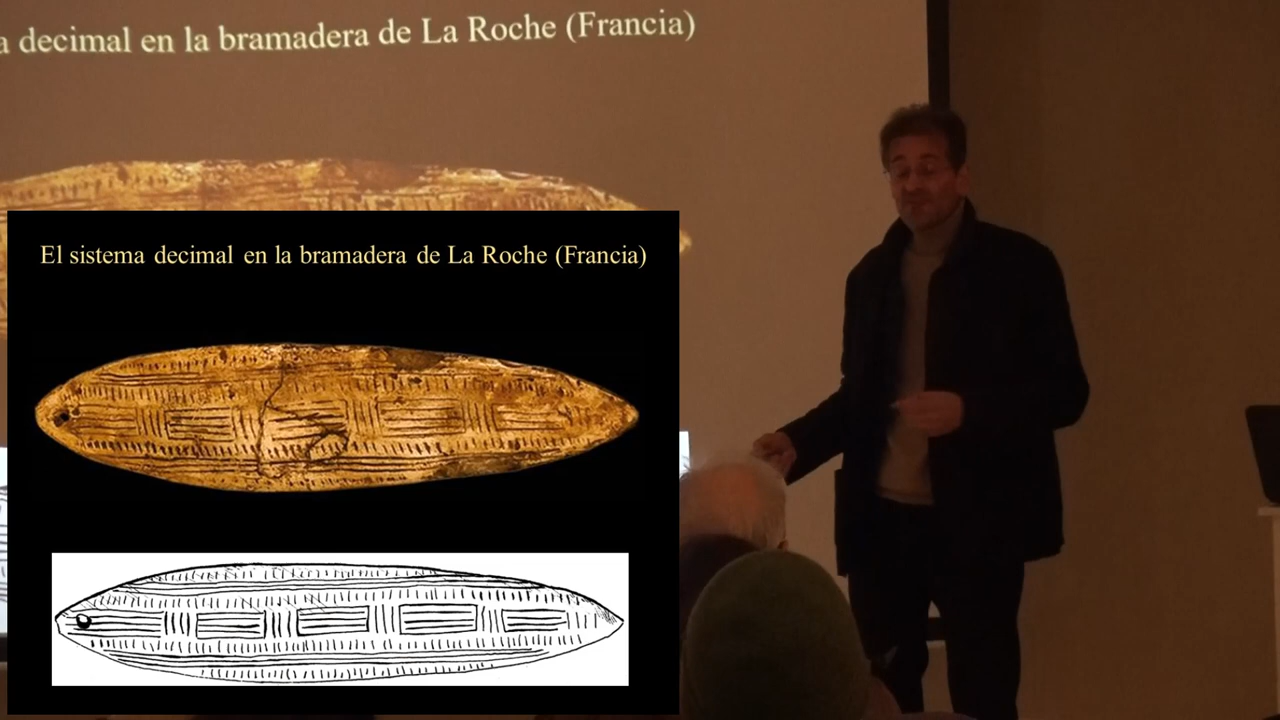 a decimal en la bramadera de La Roche (Francia)
El sistema decimal en la bramadera de La Roche (Francia)